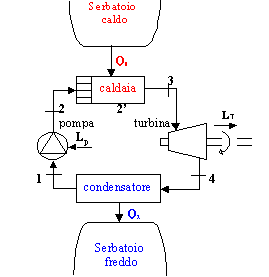 Serbatoio
caldo
Q₁
3
caldaia
2
2'
pompa
turbina
L_T
L_p
1
condensatore
4
Q₂
Serbatoio
freddo